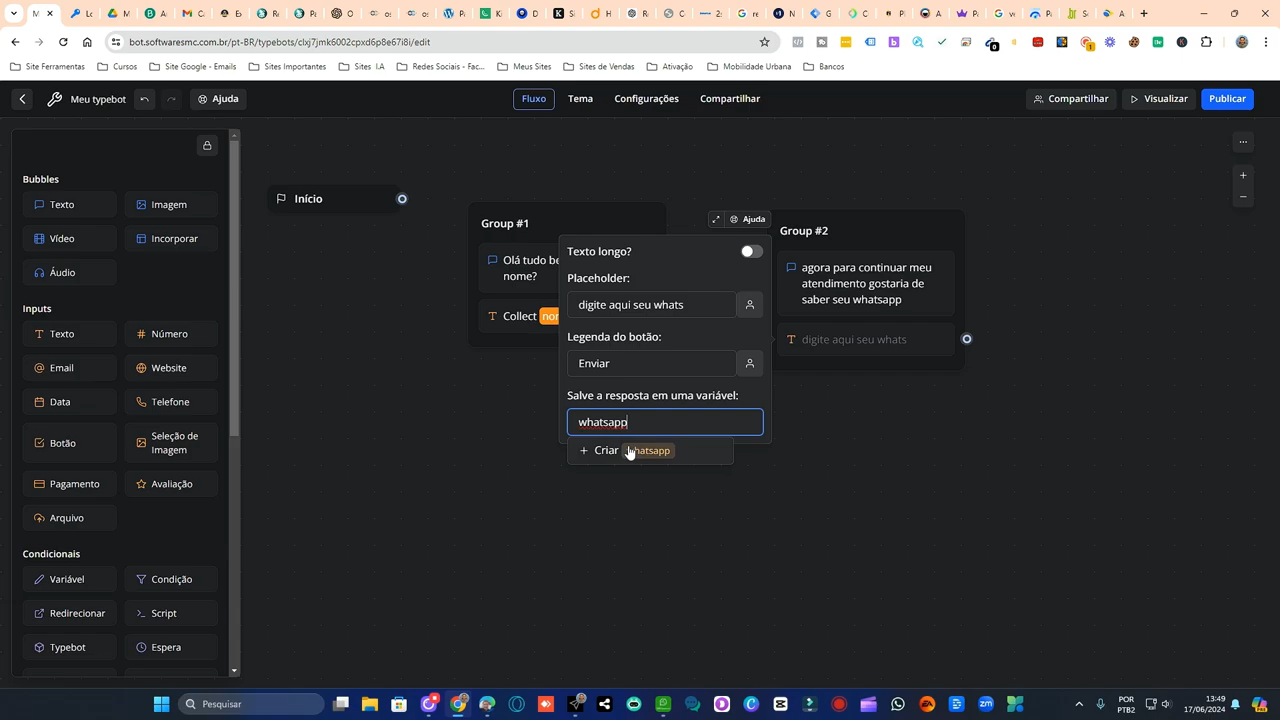 bot.softwaresmc.com.br/pt-BR/typebots/clxj7jmk6002cpxd6p8e67i8i/edit
Site Ferramentas
Cursos
Site Google - Emails
Sites Importantes
Sites I.A
Redes Sociais - Fac...
Meus Sites
Sites de Vendas
Ativação
Mobilidade Urbana
Bancos
Meu typebot
Ajuda
Fluxo
Tema
Configurações
Compartilhar
Compartilhar
Visualizar
Publicar
Bubbles
Texto
Imagem
Vídeo
Incorporar
Áudio
Inputs
Texto
Número
Email
Website
Data
Telefone
Botão
Seleção de
Imagem
Pagamento
Avaliação
Arquivo
Condicionais
Variável
Condição
Redirecionar
Script
Typebot
Espera
Início
Group #1
Olá tudo be
nome?
Collect
Ajuda
Texto longo?
Placeholder:
digite aqui seu whats
Legenda do botão:
Enviar
Salve a resposta em uma variável:
whatsapp
+ Criar whatsapp
Group #2
agora para continuar meu
atendimento gostaria de
saber seu whatsapp
digite aqui seu whats
Pesquisar
POR
PTB2
13:49
17/06/2024